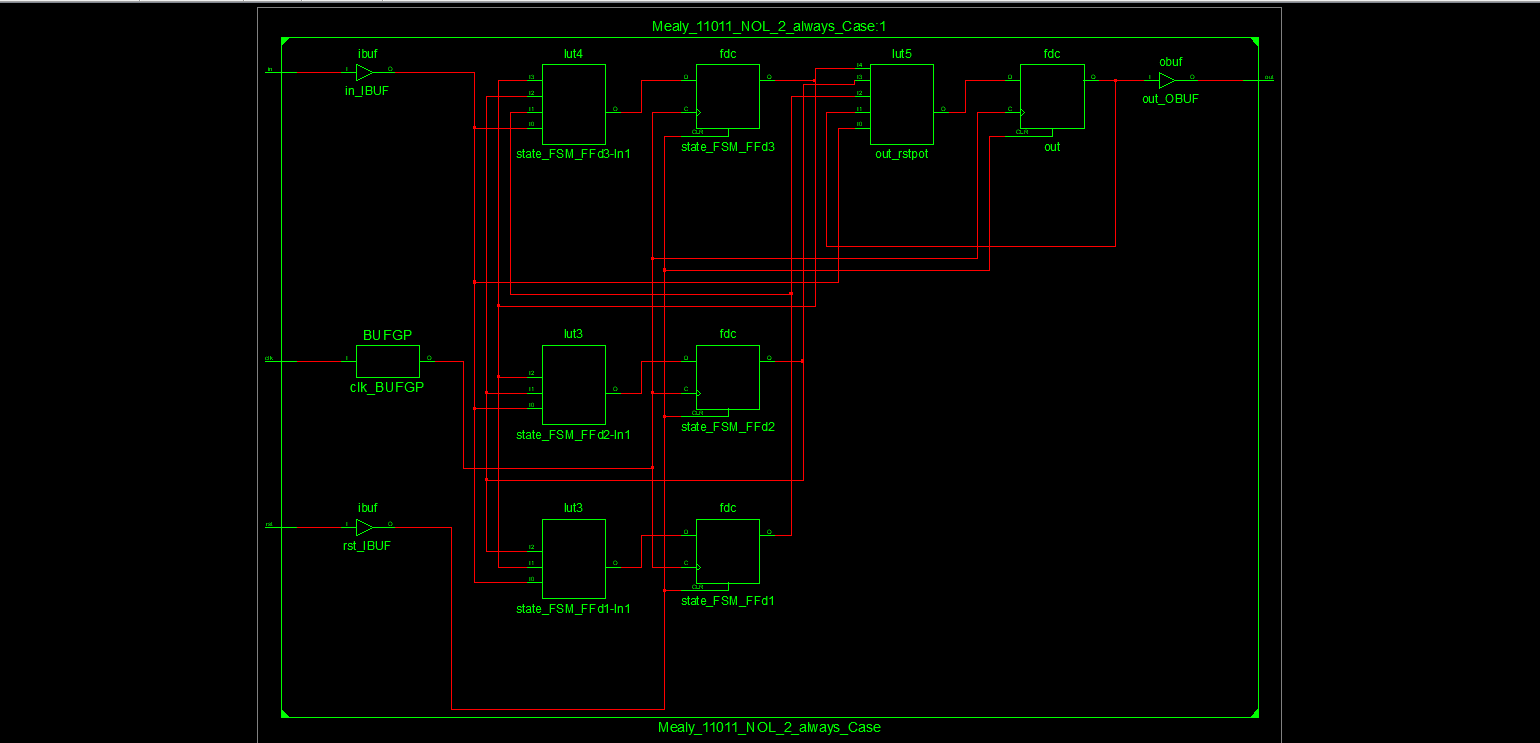 Mealy_11011_NOL_2_always_Case:1
ibuf
lut4
fdc
lut5
fdc
obuf
in
I
O
in_IBUF
I3
I2
I1
I0
O
state_FSM_FFd3-In1
D
C
CLR
Q
state_FSM_FFd3
I4
I3
I2
I1
I0
O
out_rstpot
D
C
CLR
Q
out
I
O
out_OBUF
out
BUFGP
lut3
fdc
clk
I
O
clk_BUFGP
I2
I1
I0
O
state_FSM_FFd2-In1
D
C
CLR
Q
state_FSM_FFd2
ibuf
lut3
fdc
rst
I
O
rst_IBUF
I2
I1
I0
O
state_FSM_FFd1-In1
D
C
CLR
Q
state_FSM_FFd1
Mealy_11011_NOL_2_always_Case